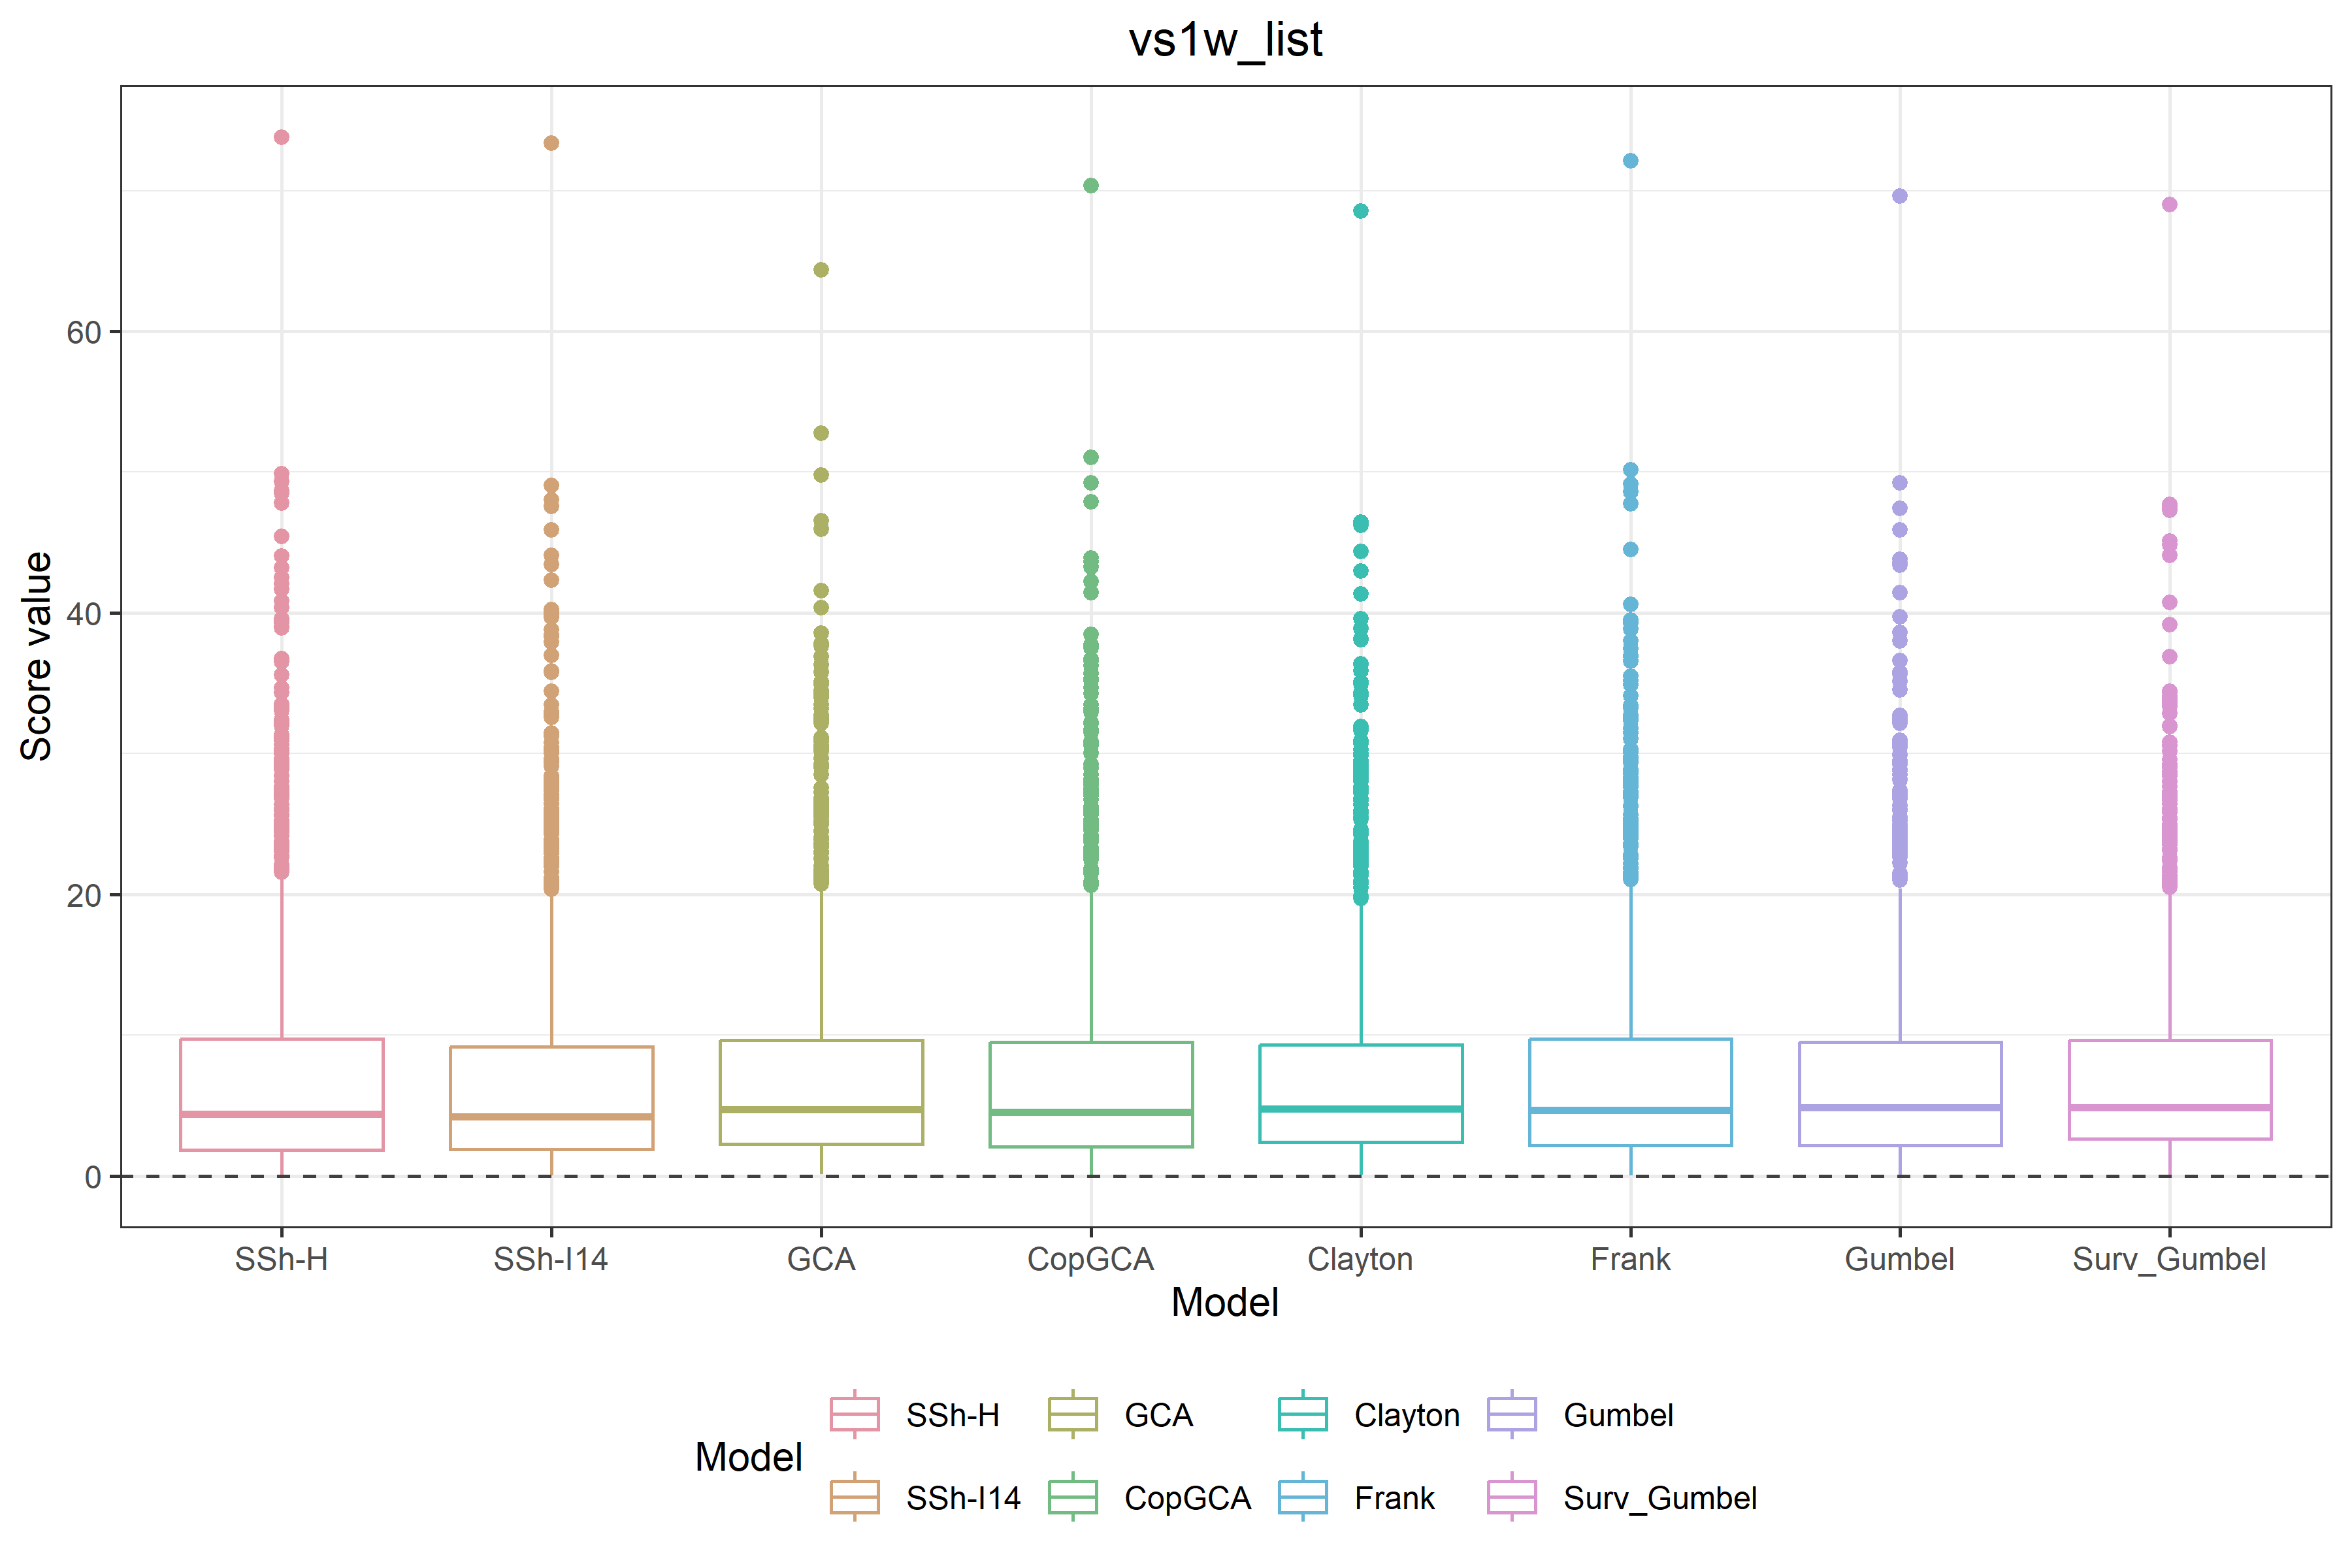 vs1w_list
Score value
60
40
20
0
SSh-H SSh-I14 GCA CopGCA Clayton Frank Gumbel Surv_Gumbel
Model
Model
SSh-H GCA Clayton Gumbel
SSh-I14 CopGCA Frank Surv_Gumbel